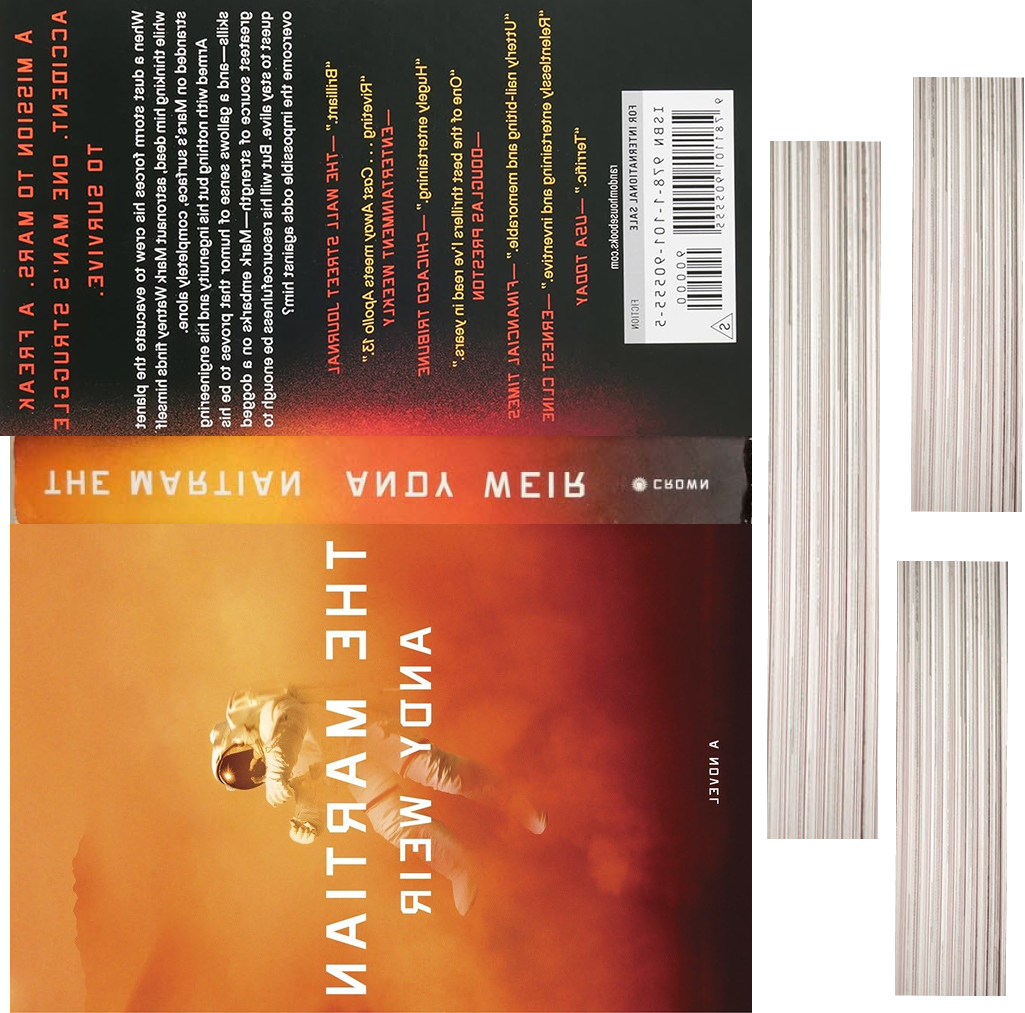 A MISSION TO MARS. A FREAK
ACCIDENT. ONE MAN'S STRUGGLE
TO SURVIVE.
When a dust storm forces his crew to evacuate the planet
while thinking him dead, astronaut Mark Watney finds himself
stranded on Mars's surface, completely alone.
Armed with nothing but his ingenuity and his engineering
skills—and a gallows sense of humor that proves to be his
greatest source of strength—Mark embarks on a dogged
quest to stay alive. But will his resourcefulness be enough to
overcome the impossible odds against him?
"Brilliant." —THE WALL STREET JOURNAL
"Riveting . . . Cast Away meets Apollo 13."
—ENTERTAINMENT WEEKLY
"Hugely entertaining." —CHICAGO TRIBUNE
"One of the best thrillers I've read in years."
—DOUGLAS PRESTON
"Utterly nail-biting and memorable." —FINANCIAL TIMES
"Relentlessly entertaining and inventive." —ERNEST CLINE
"Terrific." —USA TODAY
randomhousebooks.com
FOR INTERNATIONAL SALE
FICTION
ISBN 978-1-101-90555-5
90000
9 781101 905555
S
THE MARTIAN ANDY WEIR
CROWN
THE MARTIAN
ANDY WEIR
A NOVEL